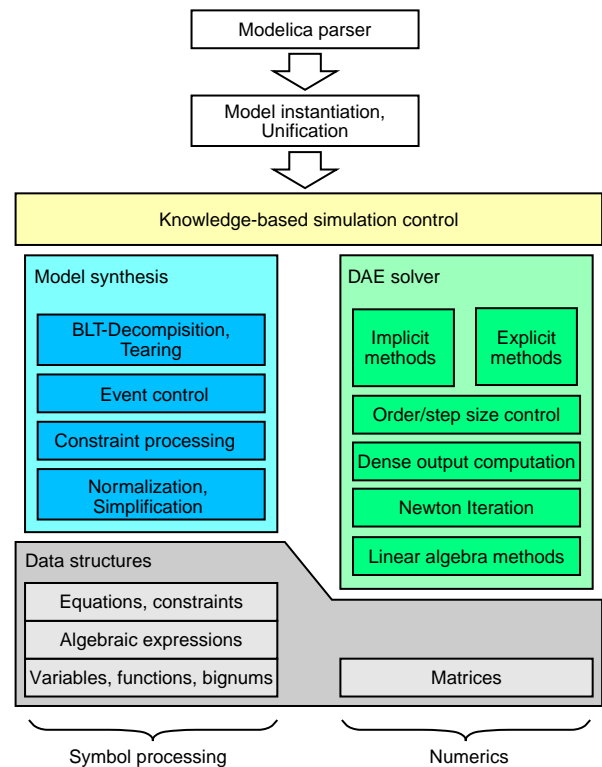 Modelica parser
Model instantiation,
Unification
Knowledge-based simulation control
Model synthesis
BLT-Decompisition,
Tearing
Event control
Constraint processing
Normalization,
Simplification
DAE solver
Implicit
methods
Explicit
methods
Order/step size control
Dense output computation
Newton Iteration
Linear algebra methods
Data structures
Equations, constraints
Algebraic expressions
Variables, functions, bignums
Matrices
Symbol processing
Numerics